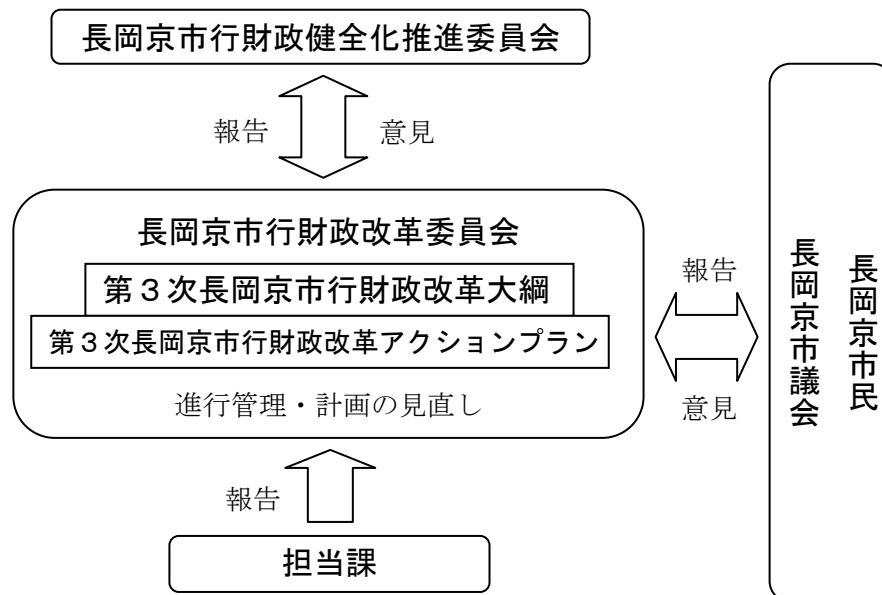 長岡京市行財政健全化推進委員会
報告
意見
長岡京市行財政改革委員会
第３次長岡京市行財政改革大綱
第３次長岡京市行財政改革アクションプラン
進行管理・計画の見直し
報告
意見
長岡京市民
長岡京市議会
報告
担当課